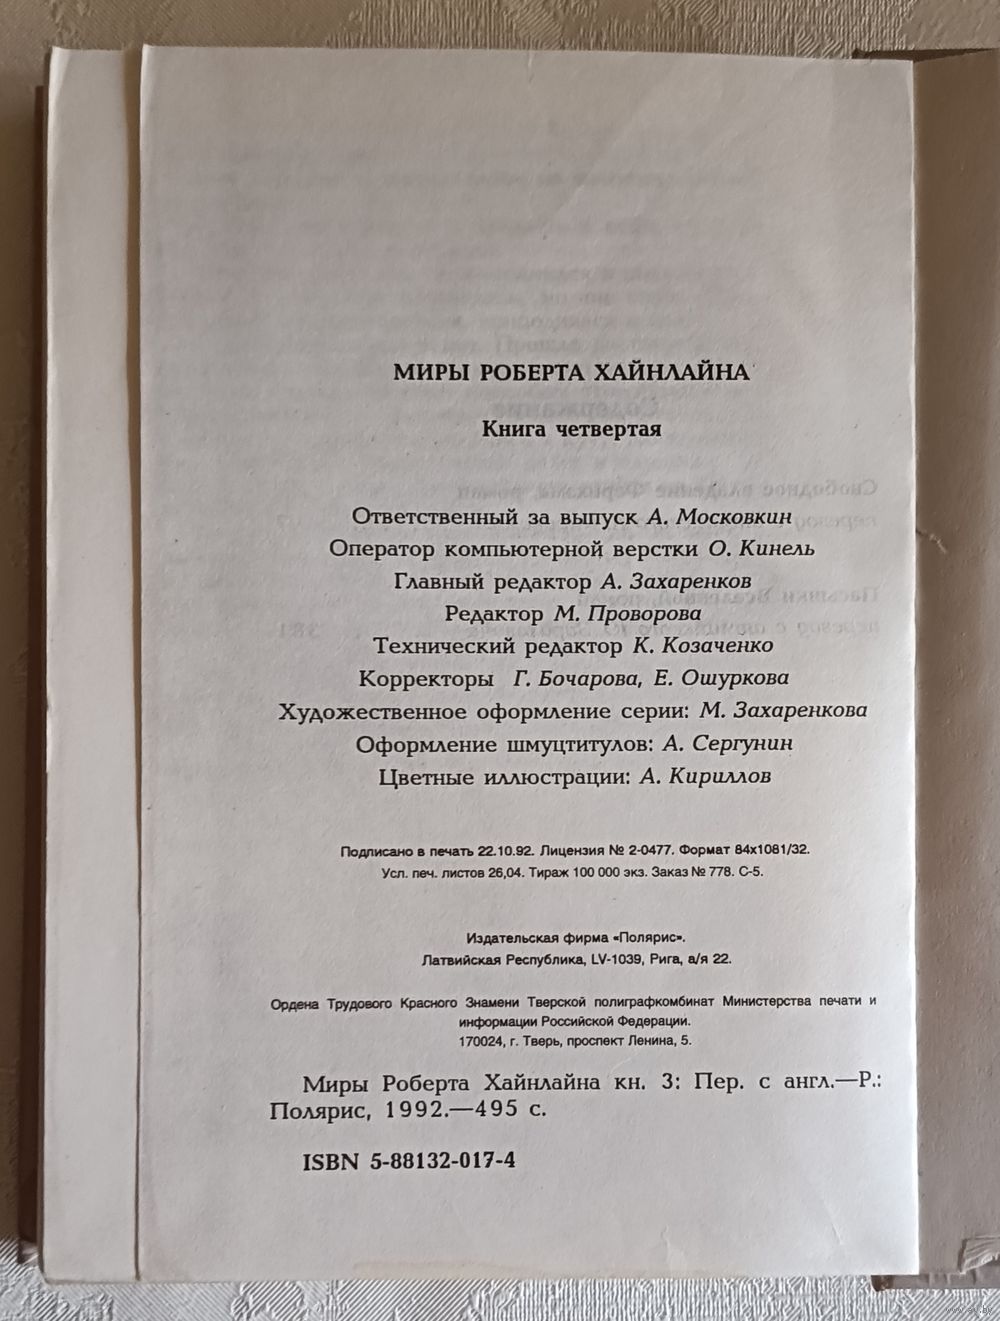 МИРЫ РОБЕРТА ХАЙНЛАЙНА
Книга четвертая
Ответственный за выпуск А. Московкин
Оператор компьютерной верстки О. Кинель
Главный редактор А. Захаренков
Редактор М. Проворова
Технический редактор К. Козаченко
Корректоры Г. Бочарова, Е. Ошуркова
Художественное оформление серии: М. Захаренкова
Оформление шмуцтитулов: А. Сергунин
Цветные иллюстрации: А. Кириллов
Подписано в печать 22.10.92. Лицензия № 2-0477. Формат 84х1081/32.
Усл. печ. листов 26,04. Тираж 100 000 экз. Заказ № 778. С-5.
Издательская фирма «Полярис».
Латвийская Республика, LV-1039, Рига, а/я 22.
Ордена Трудового Красного Знамени Тверской полиграфкомбинат Министерства печати и
информации Российской Федерации.
170024, г. Тверь, проспект Ленина, 5.
Миры Роберта Хайнлайна кн. 3: Пер. с англ.—Р.:
Полярис, 1992.—495 с.
ISBN 5-88132-017-4